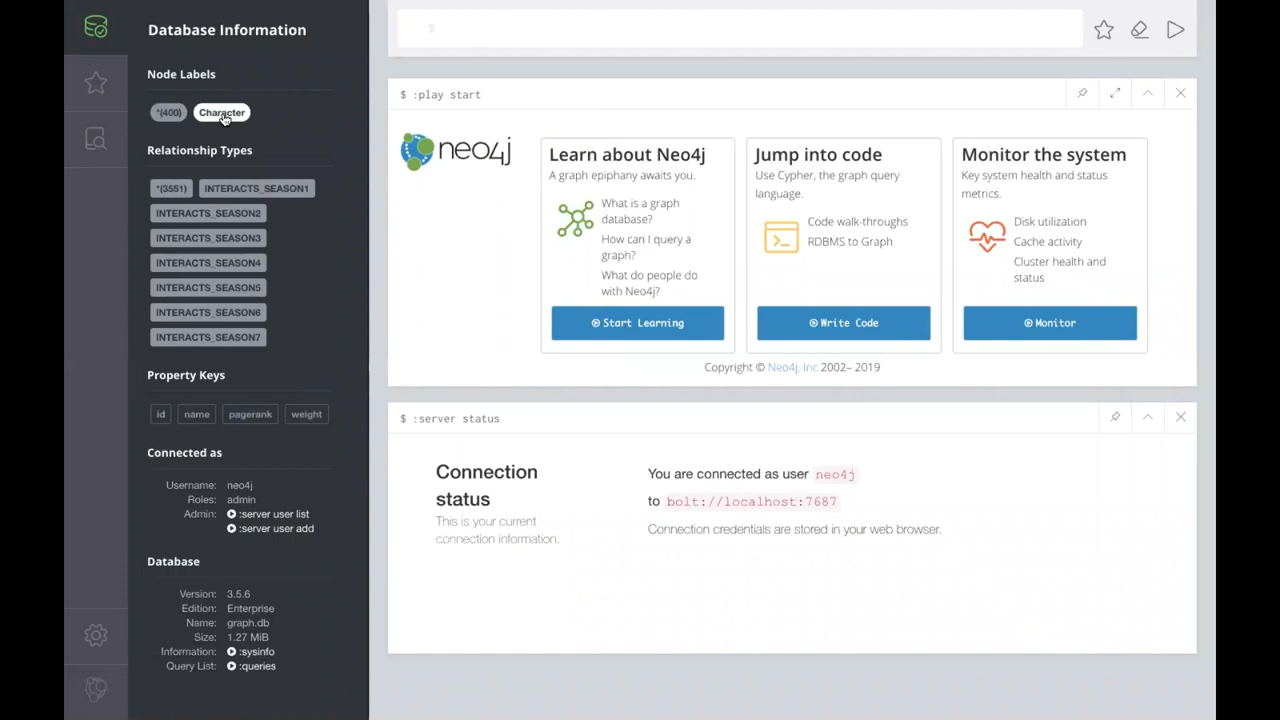 Database Information
Node Labels
*(400)
Character
Relationship Types
*(3551)
INTERACTS_SEASON1
INTERACTS_SEASON2
INTERACTS_SEASON3
INTERACTS_SEASON4
INTERACTS_SEASON5
INTERACTS_SEASON6
INTERACTS_SEASON7
Property Keys
id
name
pagerank
weight
Connected as
Username: neo4j
Roles: admin
Admin: :server user list
:server user add
Database
Version: 3.5.6
Edition: Enterprise
Name: graph.db
Size: 1.27 MiB
Information: :sysinfo
Query List: :queries
$
$ :play start
neo4j
Learn about Neo4j
A graph epiphany awaits you.
What is a graph
database?
How can I query a
graph?
What do people do
with Neo4j?
Start Learning
Jump into code
Use Cypher, the graph query
language.
Code walk-throughs
RDBMS to Graph
Write Code
Monitor the system
Key system health and status
metrics.
Disk utilization
Cache activity
Cluster health and
status
Monitor
Copyright © Neo4j, Inc 2002– 2019
$ :server status
Connection
status
This is your current
connection information.
You are connected as user neo4j
to bolt://localhost:7687
Connection credentials are stored in your web browser.